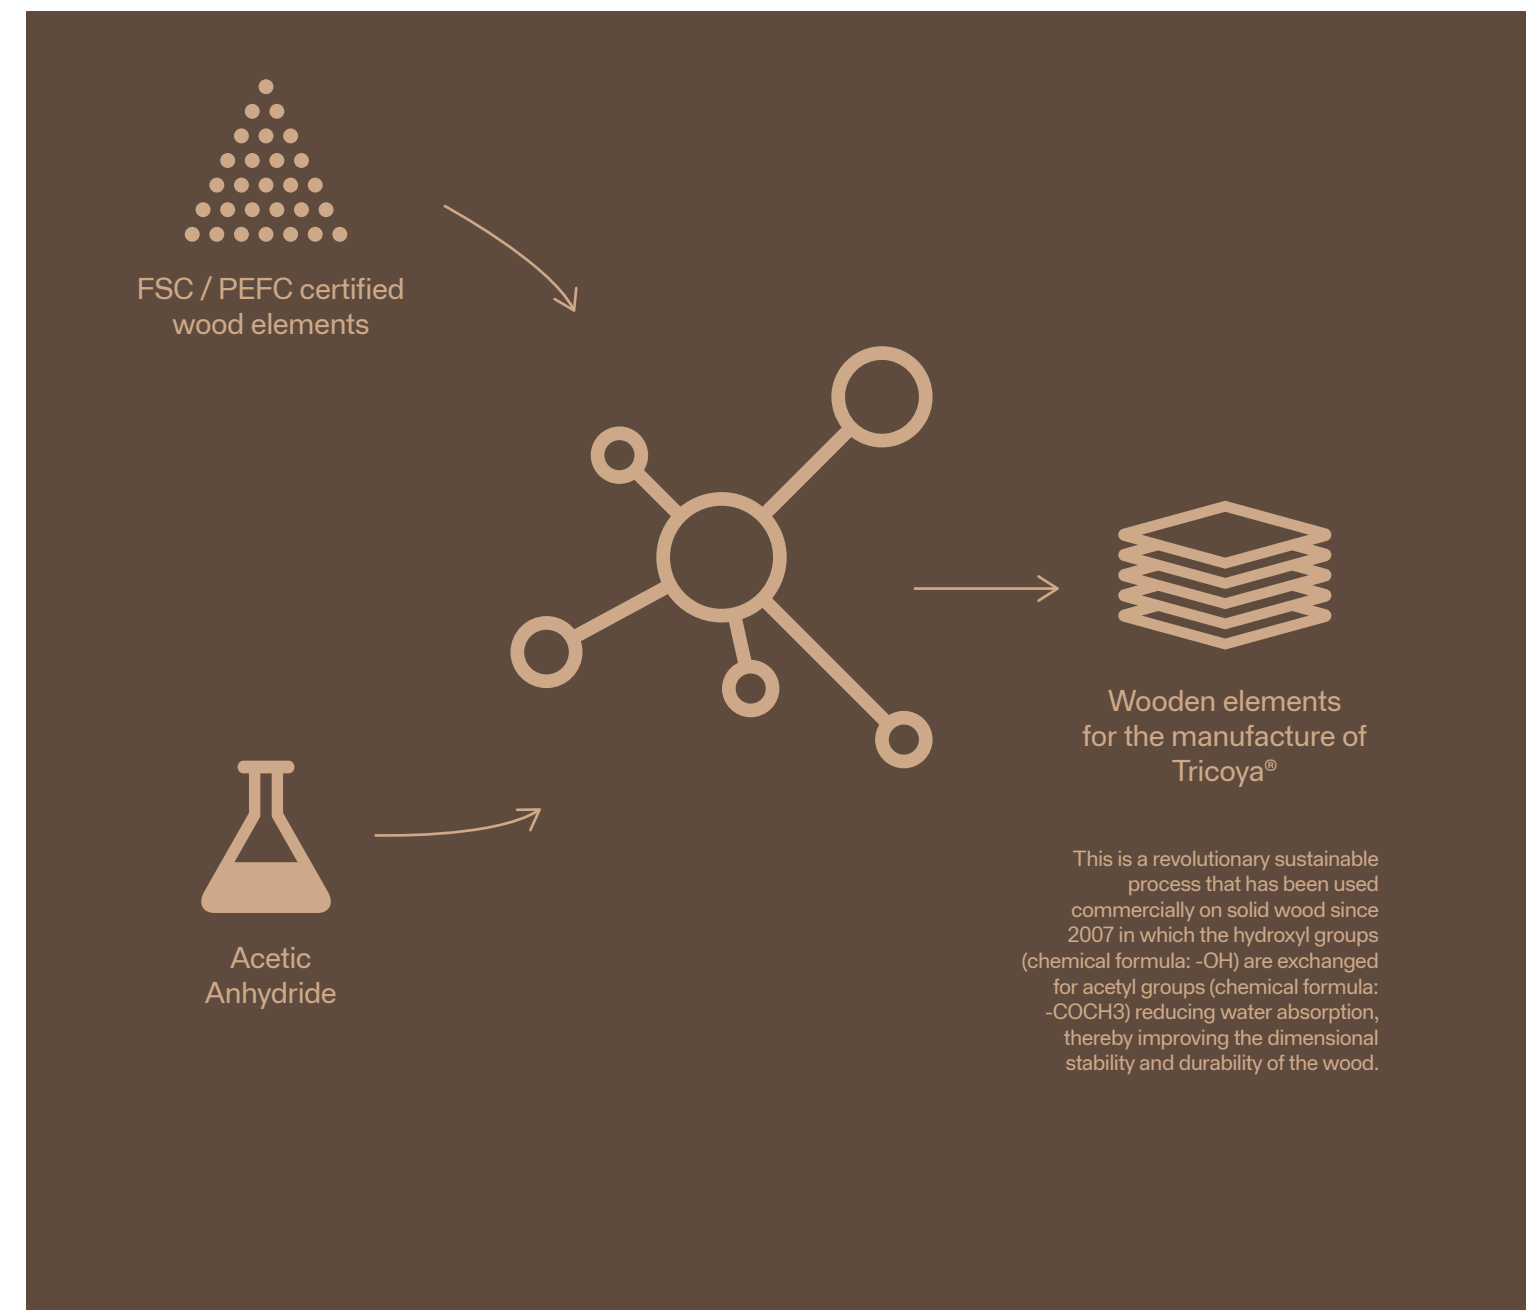 FSC / PEFC certified
wood elements
Wooden elements
for the manufacture of
Tricoya®
This is a revolutionary sustainable
process that has been used
commercially on solid wood since
2007 in which the hydroxyl groups
(chemical formula: -OH) are exchanged
for acetyl groups (chemical formula:
-COCH3) reducing water absorption,
thereby improving the dimensional
stability and durability of the wood.
Acetic
Anhydride